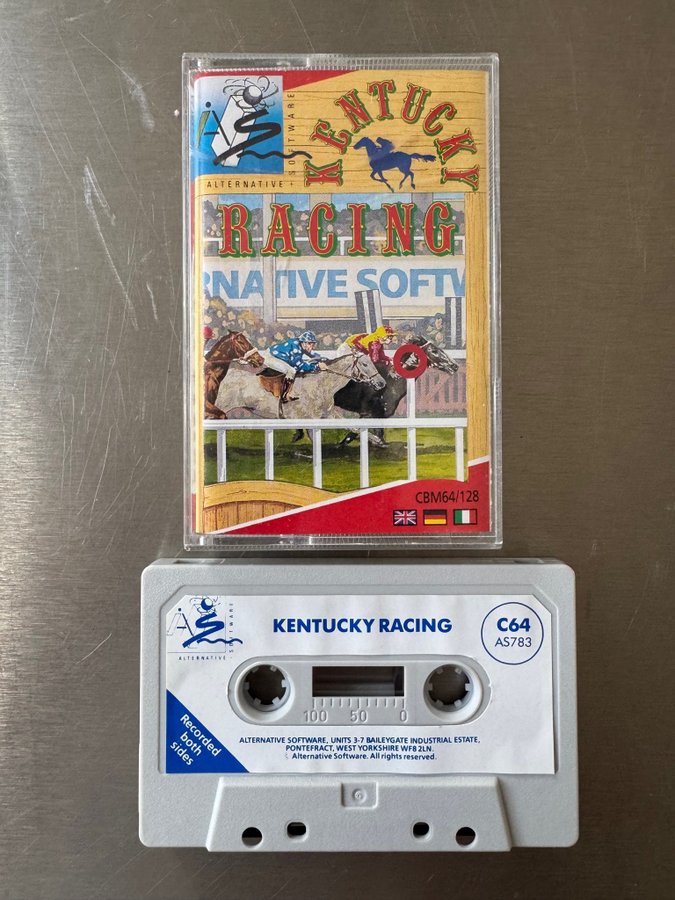 ALTERNATIVE • SOFTWARE
KENTUCKY
RACING
RNATIVE SOFTW
CBM64/128
ALTERNATIVE SOFTWARE
KENTUCKY RACING
C64
AS783
Recorded
both
sides
100 50 0
ALTERNATIVE SOFTWARE, UNITS 3-7 BAILEYGATE INDUSTRIAL ESTATE,
PONTEFRACT, WEST YORKSHIRE WF8 2LN.
Alternative Software. All rights reserved.